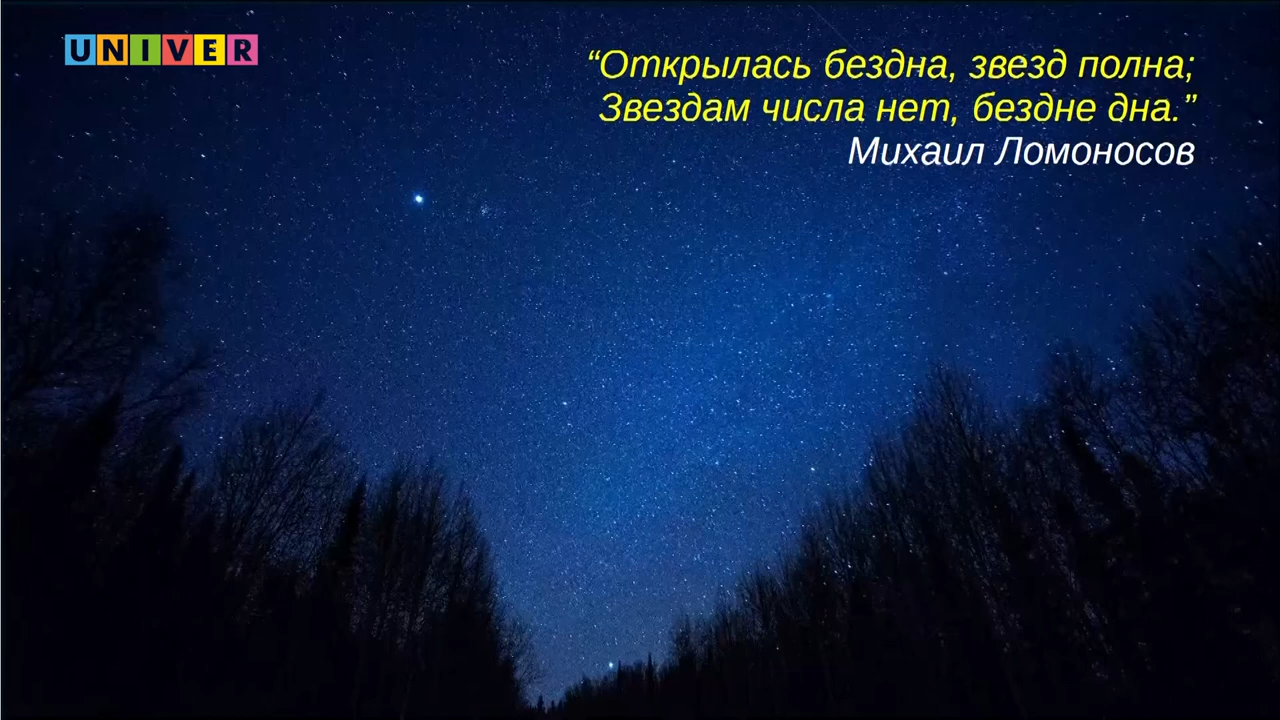 UNIVER
“Открылась бездна, звезд полна;
Звездам числа нет, бездне дна.”
Михаил Ломоносов